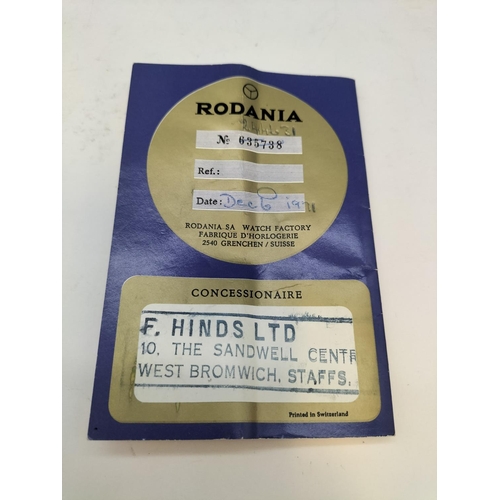 RODANIA
№ 635738
Ref.:
Date: Dec 6 1971
RODANIA SA WATCH FACTORY
FABRIQUE D'HORLOGERIE
2540 GRENCHEN / SUISSE
CONCESSIONAIRE
F. HINDS LTD
10. THE SANDWELL CENTR
WEST BROMWICH, STAFFS.
Printed in Switzerland